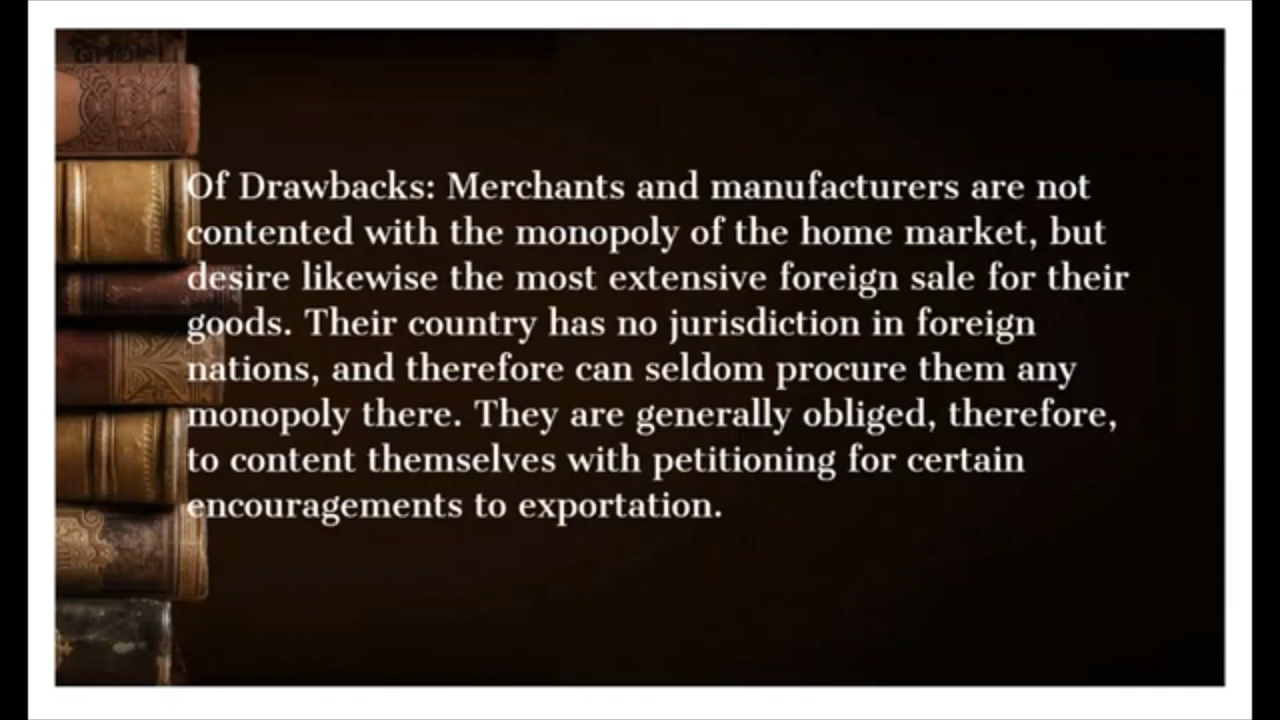 Of Drawbacks: Merchants and manufacturers are not
contented with the monopoly of the home market, but
desire likewise the most extensive foreign sale for their
goods. Their country has no jurisdiction in foreign
nations, and therefore can seldom procure them any
monopoly there. They are generally obliged, therefore,
to content themselves with petitioning for certain
encouragements to exportation.